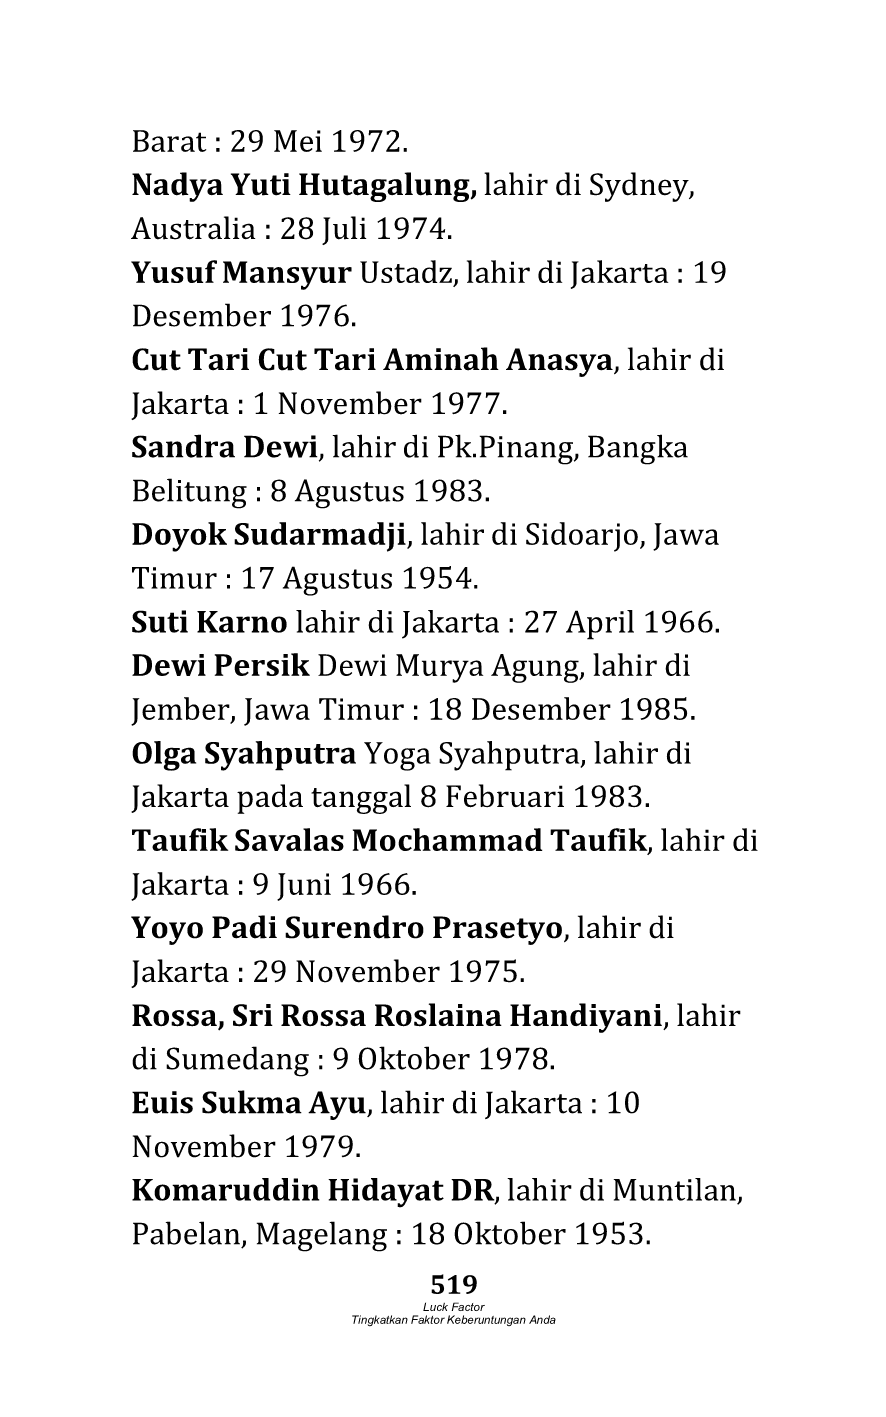 Barat : 29 Mei 1972.
Nadya Yuti Hutagalung, lahir di Sydney,
Australia : 28 Juli 1974.
Yusuf Mansyur Ustadz, lahir di Jakarta : 19
Desember 1976.
Cut Tari Cut Tari Aminah Anasya, lahir di
Jakarta : 1 November 1977.
Sandra Dewi, lahir di Pk.Pinang, Bangka
Belitung : 8 Agustus 1983.
Doyok Sudarmadji, lahir di Sidoarjo, Jawa
Timur : 17 Agustus 1954.
Suti Karno lahir di Jakarta : 27 April 1966.
Dewi Persik Dewi Murya Agung, lahir di
Jember, Jawa Timur : 18 Desember 1985.
Olga Syahputra Yoga Syahputra, lahir di
Jakarta pada tanggal 8 Februari 1983.
Taufik Savalas Mochammad Taufik, lahir di
Jakarta : 9 Juni 1966.
Yoyo Padi Surendro Prasetyo, lahir di
Jakarta : 29 November 1975.
Rossa, Sri Rossa Roslaina Handiyani, lahir
di Sumedang : 9 Oktober 1978.
Euis Sukma Ayu, lahir di Jakarta : 10
November 1979.
Komaruddin Hidayat DR, lahir di Muntilan,
Pabelan, Magelang : 18 Oktober 1953.
519
Luck Factor
Tingkatkan Faktor Keberuntungan Anda